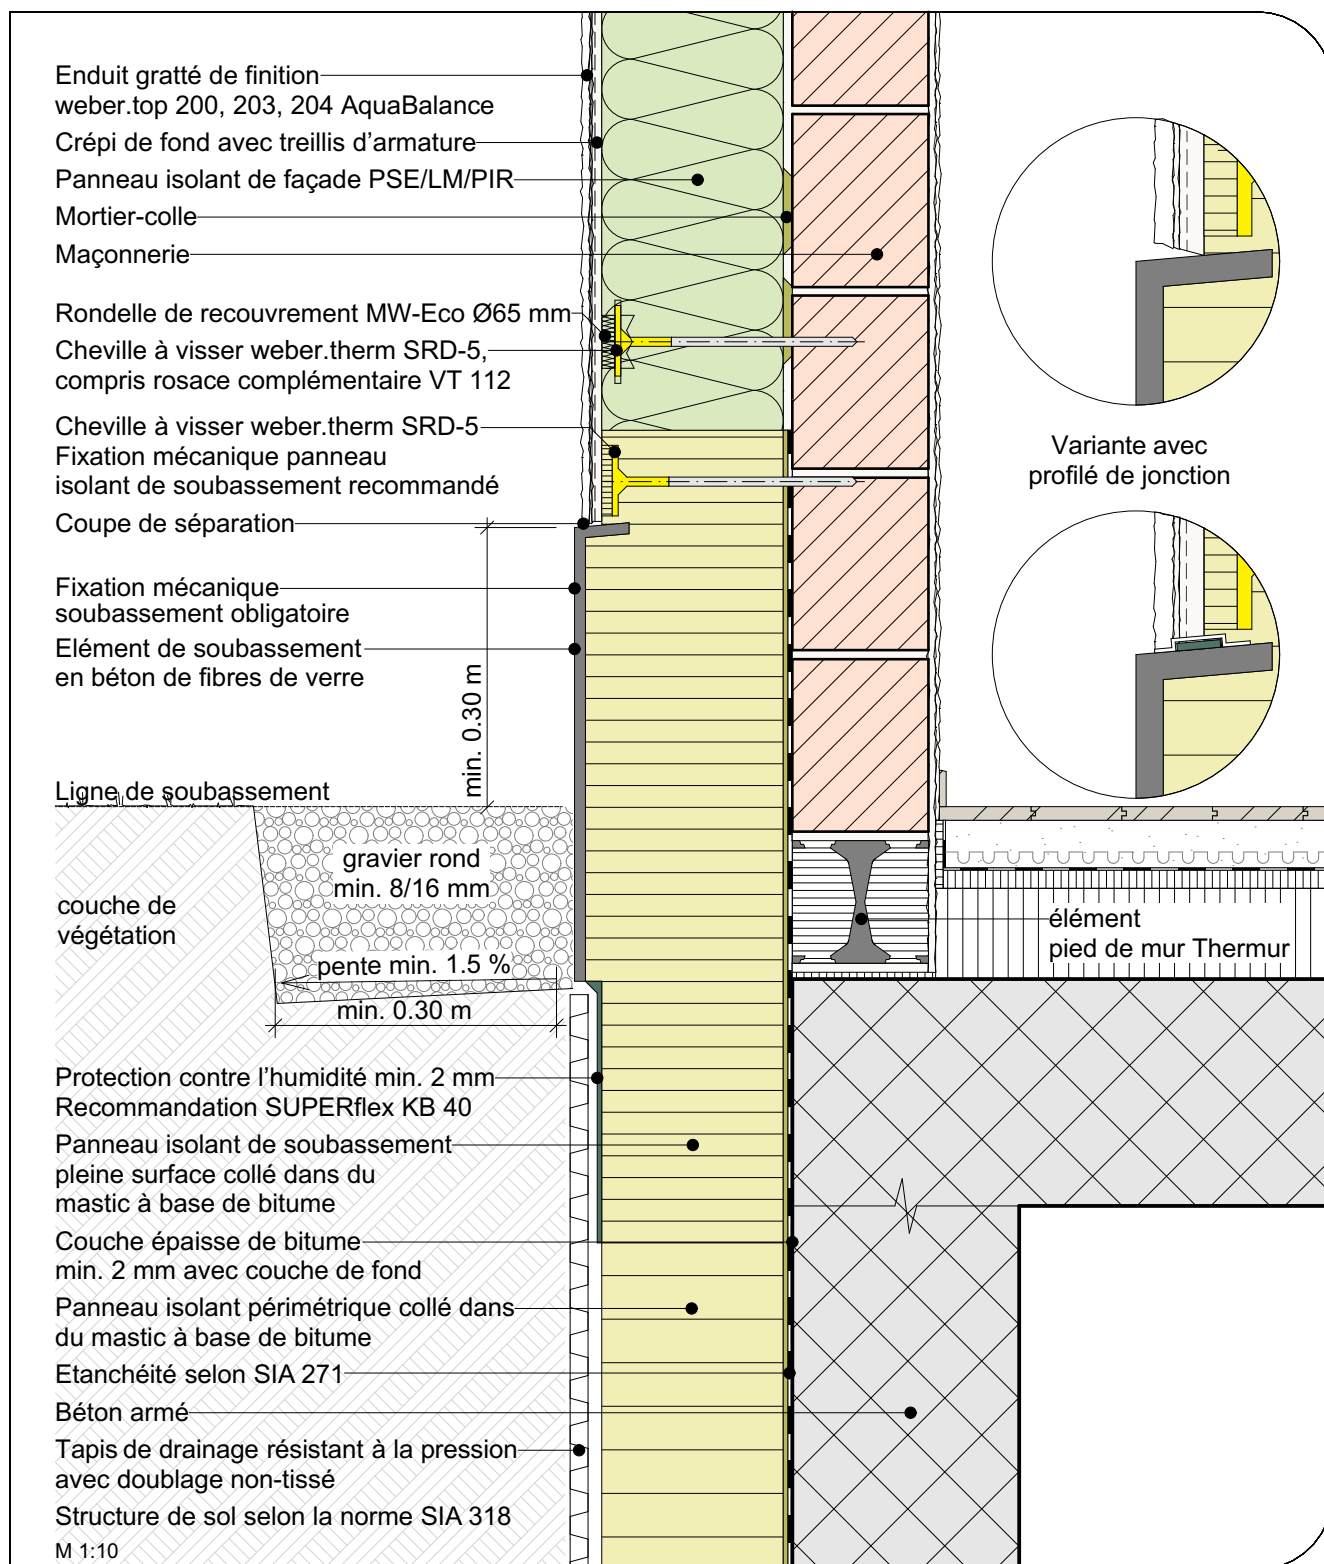 Enduit gratté de finition
weber.top 200, 203, 204 AquaBalance
Crépi de fond avec treillis d'armature
Panneau isolant de façade PSE/LM/PIR
Mortier-colle
Maçonnerie
Rondelle de recouvrement MW-Eco Ø65 mm
Cheville à visser weber.therm SRD-5,
compris rosace complémentaire VT 112
Cheville à visser weber.therm SRD-5
Fixation mécanique panneau
isolant de soubassement recommandé
Coupe de séparation
Variante avec
profilé de jonction
Fixation mécanique
soubassement obligatoire
Elément de soubassement
en béton de fibres de verre
min. 0.30 m
Ligne de soubassement
gravier rond
min. 8/16 mm
couche de
végétation
élément
pied de mur Thermur
pente min. 1.5 %
min. 0.30 m
Protection contre l'humidité min. 2 mm
Recommandation SUPERflex KB 40
Panneau isolant de soubassement
pleine surface collé dans du
mastic à base de bitume
Couche épaisse de bitume
min. 2 mm avec couche de fond
Panneau isolant périmétrique collé dans
du mastic à base de bitume
Etanchéité selon SIA 271
Béton armé
Tapis de drainage résistant à la pression
avec doublage non-tissé
Structure de sol selon la norme SIA 318
M 1:10